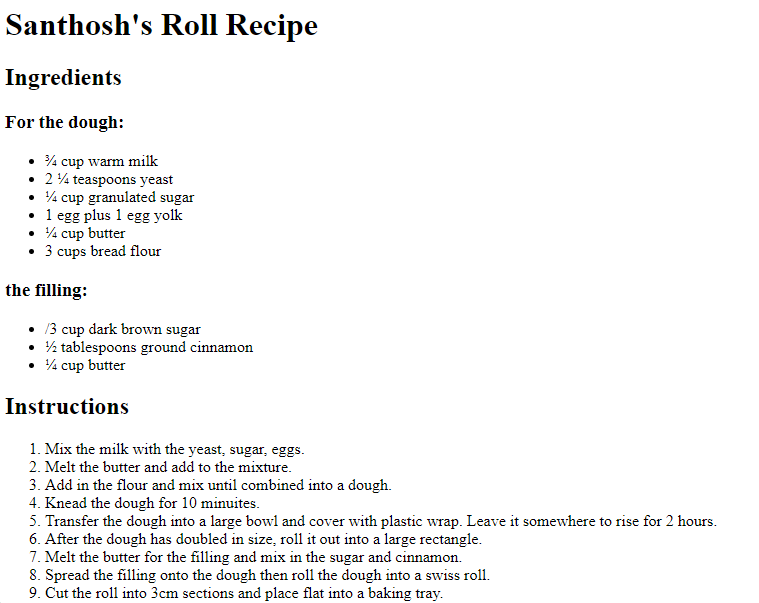 Santhosh's Roll Recipe
Ingredients
For the dough:
• ¾ cup warm milk
• 2 ¼ teaspoons yeast
• ¼ cup granulated sugar
• 1 egg plus 1 egg yolk
• ¼ cup butter
• 3 cups bread flour
the filling:
• /3 cup dark brown sugar
• ½ tablespoons ground cinnamon
• ¼ cup butter
Instructions
1. Mix the milk with the yeast, sugar, eggs.
2. Melt the butter and add to the mixture.
3. Add in the flour and mix until combined into a dough.
4. Knead the dough for 10 minuites.
5. Transfer the dough into a large bowl and cover with plastic wrap. Leave it somewhere to rise for 2 hours.
6. After the dough has doubled in size, roll it out into a large rectangle.
7. Melt the butter for the filling and mix in the sugar and cinnamon.
8. Spread the filling onto the dough then roll the dough into a swiss roll.
9. Cut the roll into 3cm sections and place flat into a baking tray.